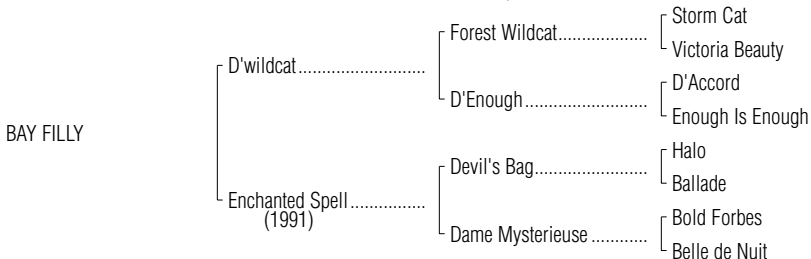 Storm Cat
Forest Wildcat....................
Victoria Beauty
D'wildcat...........................
D'Accord
D'Enough..........................
Enough Is Enough
BAY FILLY
Halo
Devil's Bag........................
Ballade
Enchanted Spell................
(1991)
Bold Forbes
Dame Mysterieuse ............
Belle de Nuit